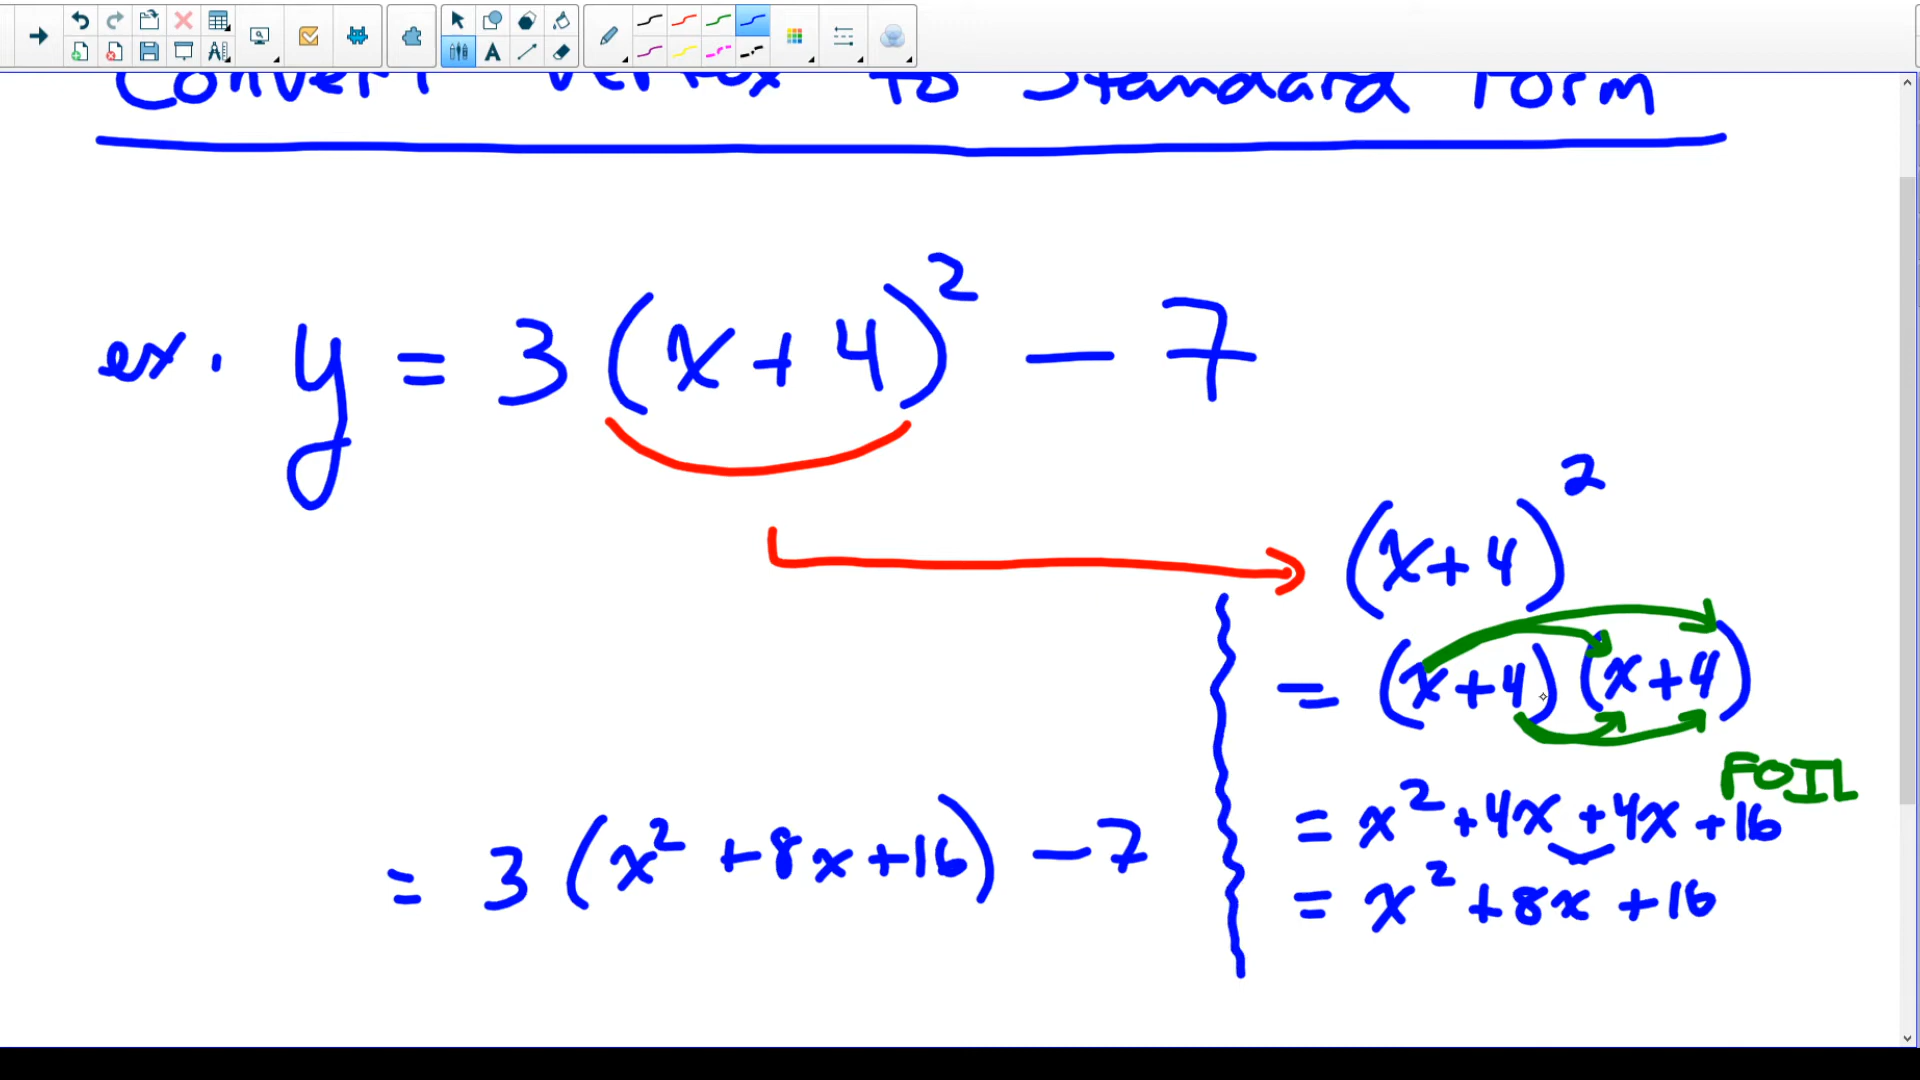 Convert Vertex to Standard Form
ex. y = 3(x+4)² − 7
(x+4)²
= (x+4)(x+4)
FOIL
= x² +4x +4x +16
= x² +8x +16
= 3(x² +8x+16) −7